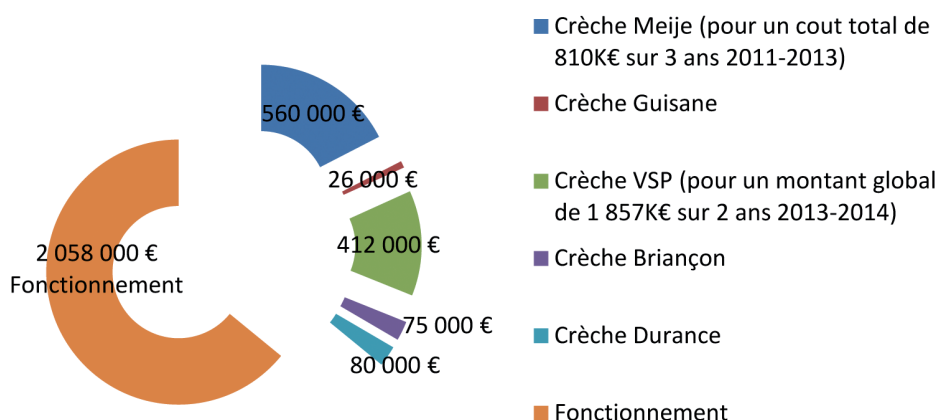 560 000 €
26 000 €
412 000 €
75 000 €
80 000 €
2 058 000 €
Fonctionnement
Crèche Meije (pour un cout total de
810K€ sur 3 ans 2011-2013)
Crèche Guisane
Crèche VSP (pour un montant global
de 1 857K€ sur 2 ans 2013-2014)
Crèche Briançon
Crèche Durance
Fonctionnement